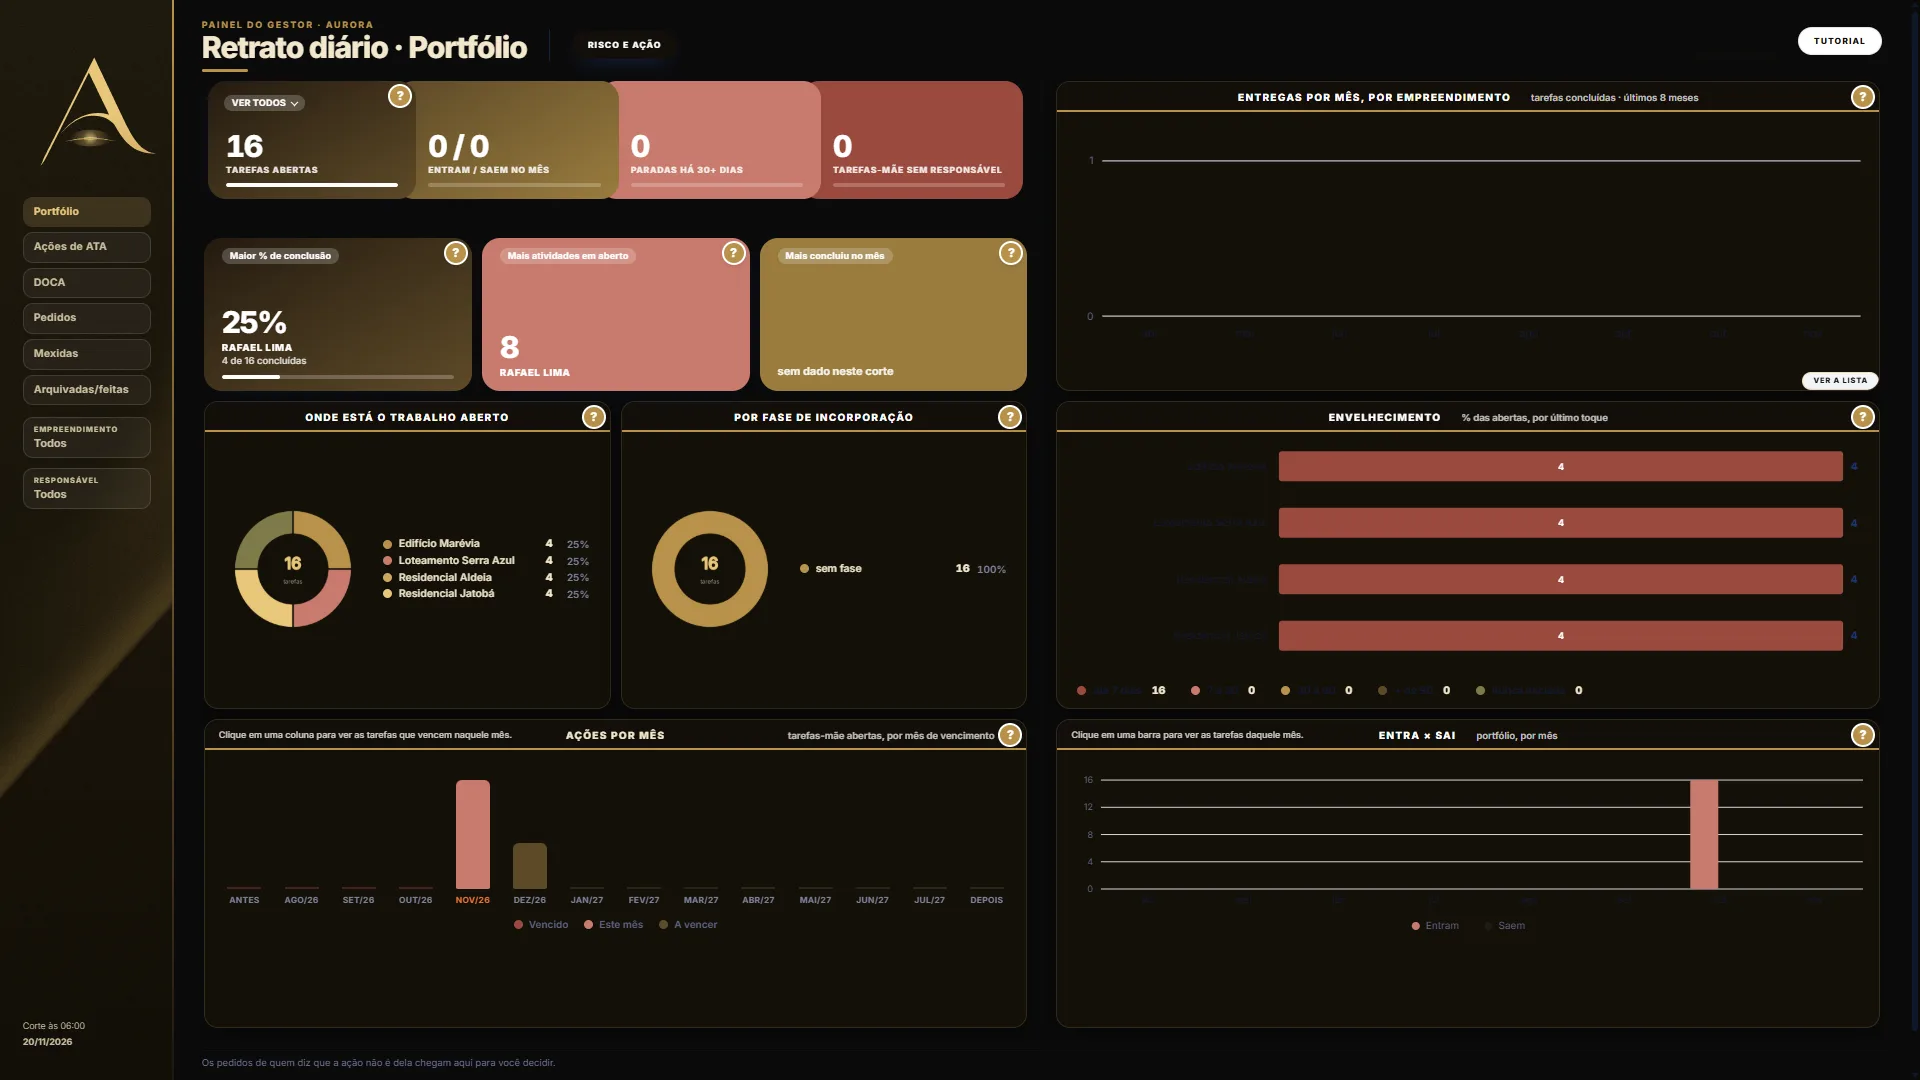 PAINEL DO GESTOR · AURORA
Retrato diário · Portfólio
RISCO E AÇÃO
TUTORIAL
Portfólio
Ações de ATA
DOCA
Pedidos
Mexidas
Arquivadas/feitas
EMPREENDIMENTO
Todos
RESPONSÁVEL
Todos
Corte às 06:00
20/11/2026
VER TODOS
?
16
TAREFAS ABERTAS
0 / 0
ENTRAM / SAEM NO MÊS
0
PARADAS HÁ 30+ DIAS
0
TAREFAS-MÃE SEM RESPONSÁVEL
Maior % de conclusão
?
25%
RAFAEL LIMA
4 de 16 concluídas
Mais atividades em aberto
?
8
RAFAEL LIMA
Mais concluiu no mês
?
sem dado neste corte
ENTREGAS POR MÊS, POR EMPREENDIMENTO
tarefas concluídas · últimos 8 meses
?
1
0
VER A LISTA
ONDE ESTÁ O TRABALHO ABERTO
?
16
tarefas
Edifício Marévia 4 25%
Loteamento Serra Azul 4 25%
Residencial Aldeia 4 25%
Residencial Jatobá 4 25%
POR FASE DE INCORPORAÇÃO
?
16
tarefas
sem fase 16 100%
ENVELHECIMENTO
% das abertas, por último toque
?
4 4
4 4
4 4
4 4
16 0 0 0 0
Clique em uma coluna para ver as tarefas que vencem naquele mês.
AÇÕES POR MÊS
tarefas-mãe abertas, por mês de vencimento
?
ANTES AGO/26 SET/26 OUT/26 NOV/26 DEZ/26 JAN/27 FEV/27 MAR/27 ABR/27 MAI/27 JUN/27 JUL/27 DEPOIS
Vencido Este mês A vencer
Clique em uma barra para ver as tarefas daquele mês.
ENTRA × SAI
portfólio, por mês
?
16
12
8
4
0
Entram Saem
Os pedidos de quem diz que a ação não é dela chegam aqui para você decidir.